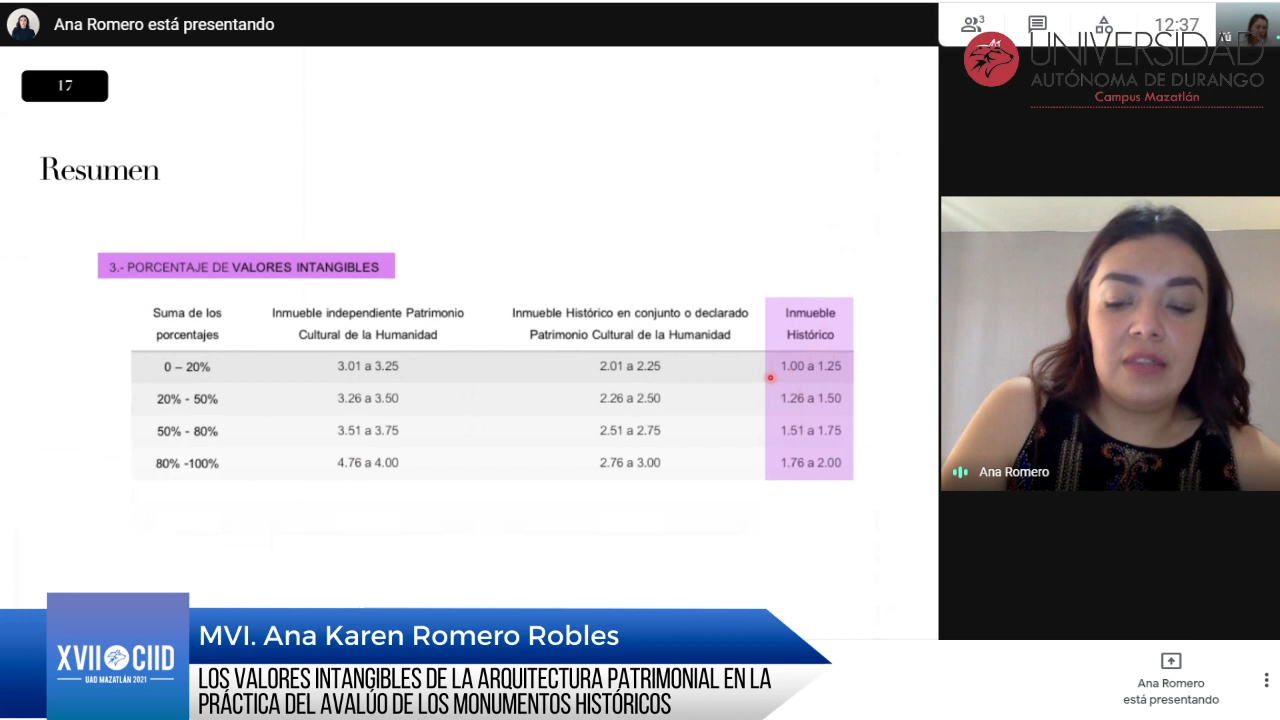 Ana Romero está presentando
3
12:37
Tú
UNIVERSIDAD
AUTÓNOMA DE DURANGO
Campus Mazatlán
17
Resumen
3.- PORCENTAJE DE VALORES INTANGIBLES
Suma de los porcentajes
Inmueble independiente Patrimonio Cultural de la Humanidad
Inmueble Histórico en conjunto o declarado Patrimonio Cultural de la Humanidad
Inmueble Histórico
0 – 20% 3.01 a 3.25 2.01 a 2.25 1.00 a 1.25
20% - 50% 3.26 a 3.50 2.26 a 2.50 1.26 a 1.50
50% - 80% 3.51 a 3.75 2.51 a 2.75 1.51 a 1.75
80% -100% 4.76 a 4.00 2.76 a 3.00 1.76 a 2.00
Ana Romero
MVI. Ana Karen Romero Robles
XVII CIID
UAD MAZATLÁN 2021
LOS VALORES INTANGIBLES DE LA ARQUITECTURA PATRIMONIAL EN LA
PRÁCTICA DEL AVALÚO DE LOS MONUMENTOS HISTÓRICOS
Ana Romero
está presentando